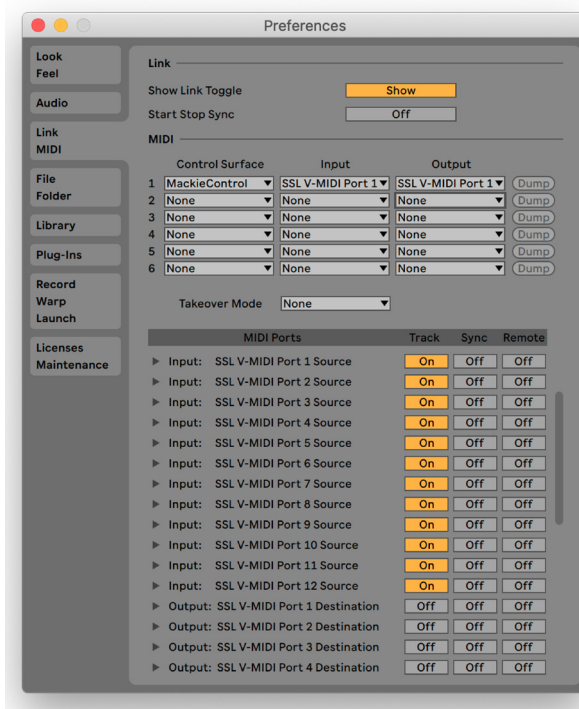 Preferences
Look
Feel
Audio
Link
MIDI
File
Folder
Library
Plug-Ins
Record
Warp
Launch
Licenses
Maintenance
Link
Show Link Toggle Show
Start Stop Sync Off
MIDI
Control Surface Input Output
1 MackieControl SSL V-MIDI Port 1 SSL V-MIDI Port 1 Dump
2 None None None Dump
3 None None None Dump
4 None None None Dump
5 None None None Dump
6 None None None Dump
Takeover Mode None
MIDI Ports Track Sync Remote
Input: SSL V-MIDI Port 1 Source On Off Off
Input: SSL V-MIDI Port 2 Source On Off Off
Input: SSL V-MIDI Port 3 Source On Off Off
Input: SSL V-MIDI Port 4 Source On Off Off
Input: SSL V-MIDI Port 5 Source On Off Off
Input: SSL V-MIDI Port 6 Source On Off Off
Input: SSL V-MIDI Port 7 Source On Off Off
Input: SSL V-MIDI Port 8 Source On Off Off
Input: SSL V-MIDI Port 9 Source On Off Off
Input: SSL V-MIDI Port 10 Source On Off Off
Input: SSL V-MIDI Port 11 Source On Off Off
Input: SSL V-MIDI Port 12 Source On Off Off
Output: SSL V-MIDI Port 1 Destination Off Off Off
Output: SSL V-MIDI Port 2 Destination Off Off Off
Output: SSL V-MIDI Port 3 Destination Off Off Off
Output: SSL V-MIDI Port 4 Destination Off Off Off